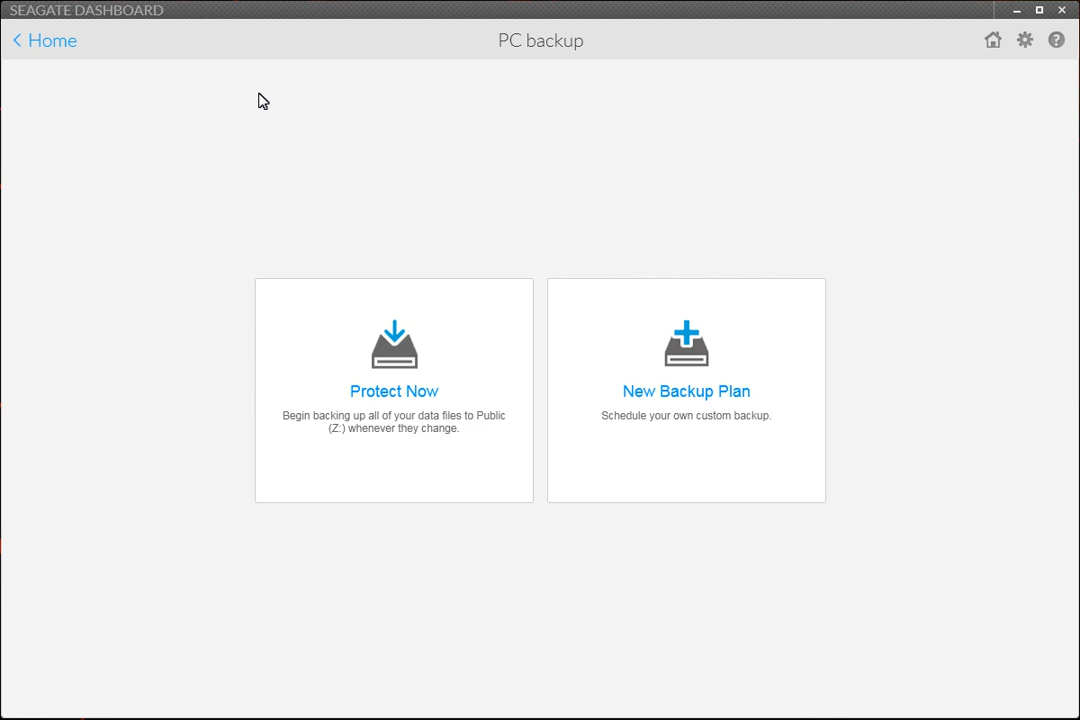 SEAGATE DASHBOARD
Home
PC backup
Protect Now
Begin backing up all of your data files to Public
(Z:) whenever they change.
New Backup Plan
Schedule your own custom backup.